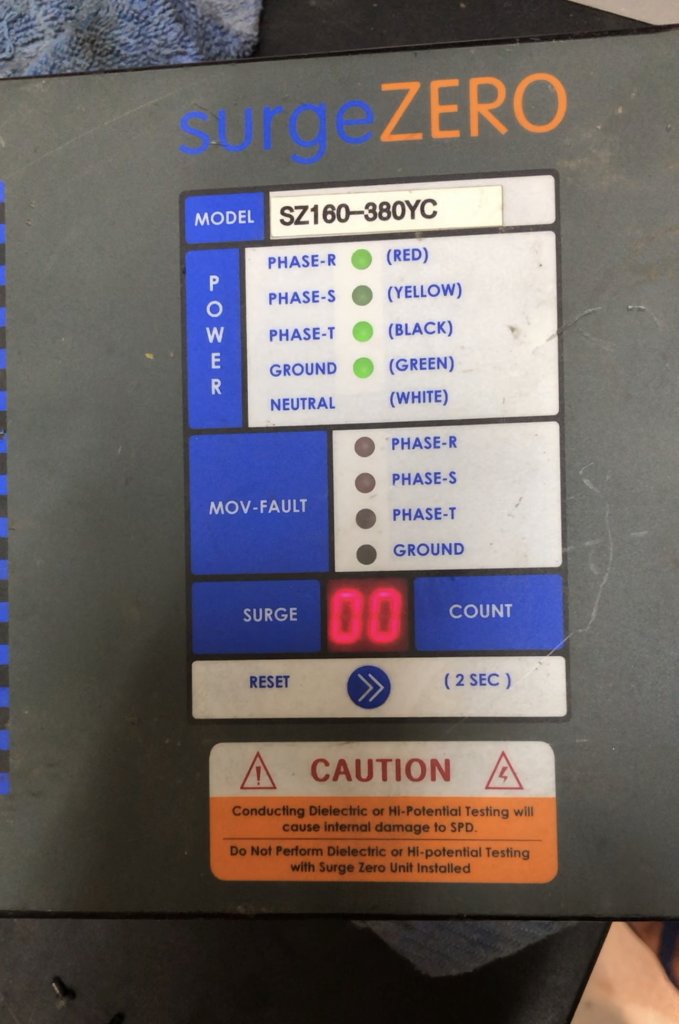 surgeZERO
MODEL SZ160-380YC
POWER
PHASE-R (RED)
PHASE-S (YELLOW)
PHASE-T (BLACK)
GROUND (GREEN)
NEUTRAL (WHITE)
MOV-FAULT
PHASE-R
PHASE-S
PHASE-T
GROUND
SURGE 00 COUNT
RESET ( 2 SEC )
CAUTION
Conducting Dielectric or Hi-Potential Testing will
cause internal damage to SPD.
Do Not Perform Dielectric or Hi-potential Testing
with Surge Zero Unit Installed